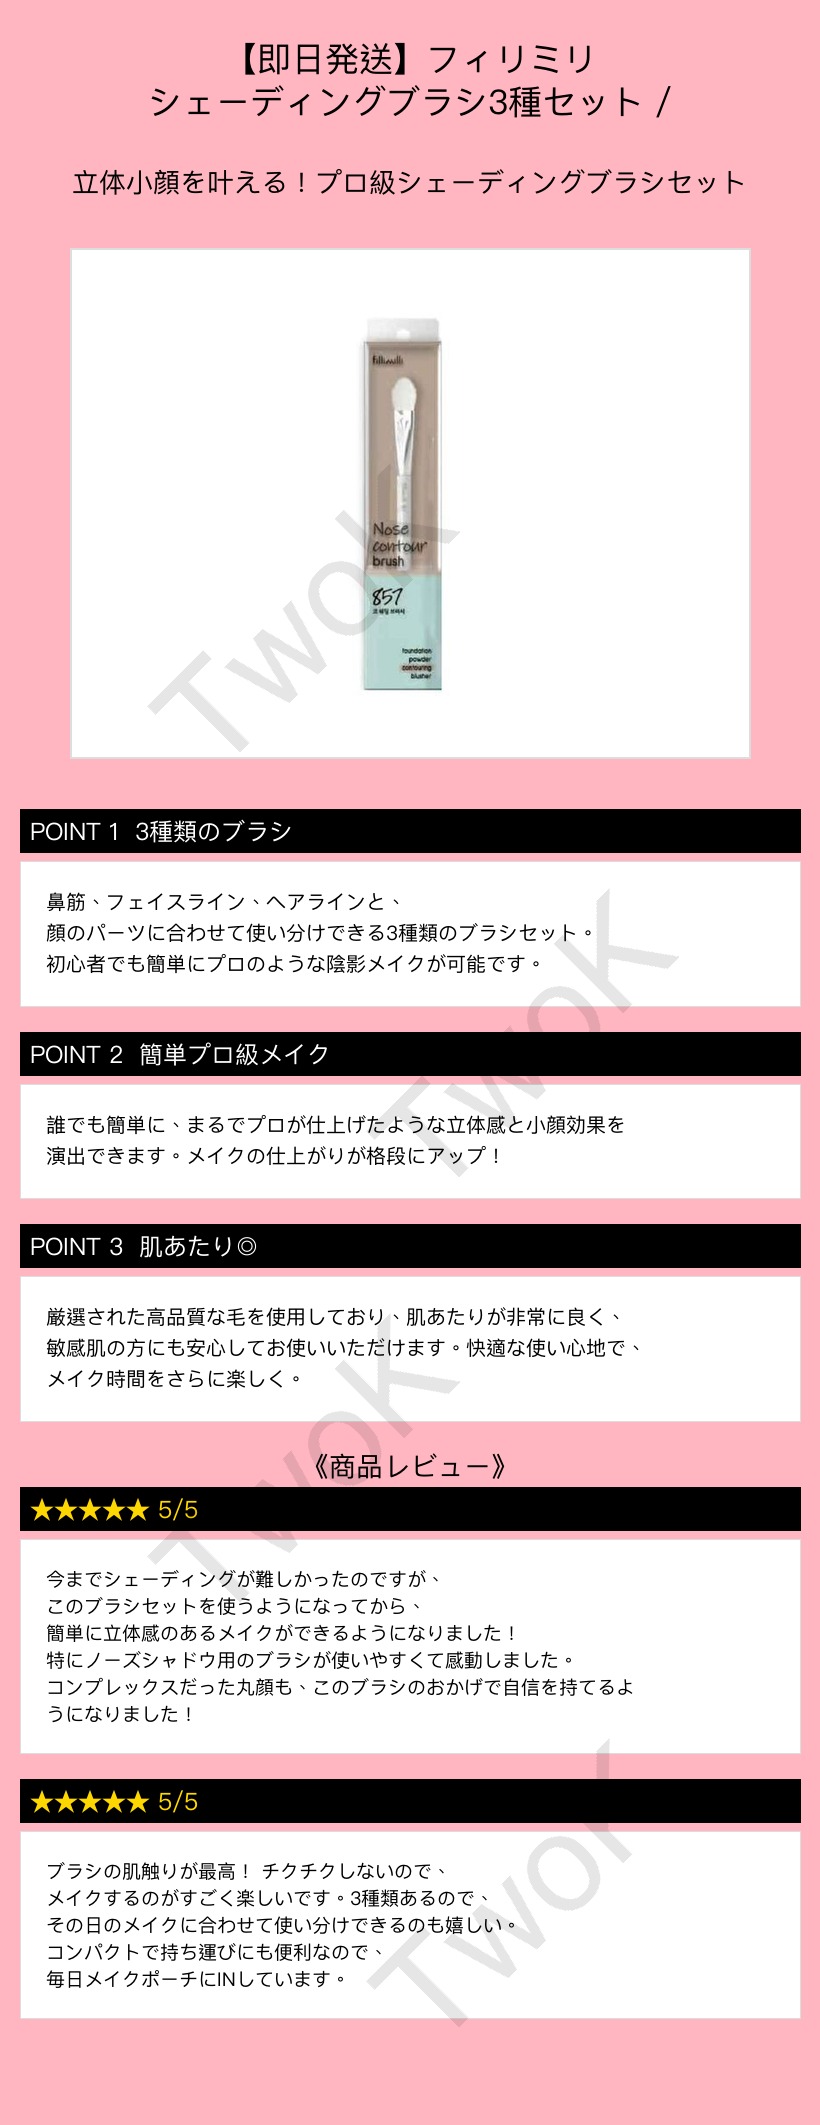 【即日発送】フィリミリ
シェーディングブラシ3種セット /
立体小顔を叶える！プロ級シェーディングブラシセット
fillimilli
Nose
contour
brush
857
코 쉐딩 브러쉬
foundation
powder
contouring
blusher
TwoK
POINT 1 3種類のブラシ
鼻筋、フェイスライン、ヘアラインと、
顔のパーツに合わせて使い分けできる3種類のブラシセット。
初心者でも簡単にプロのような陰影メイクが可能です。
TwoK
POINT 2 簡単プロ級メイク
誰でも簡単に、まるでプロが仕上げたような立体感と小顔効果を
演出できます。メイクの仕上がりが格段にアップ！
POINT 3 肌あたり◎
厳選された高品質な毛を使用しており、肌あたりが非常に良く、
敏感肌の方にも安心してお使いいただけます。快適な使い心地で、
メイク時間をさらに楽しく。
TwoK
《商品レビュー》
★★★★★ 5/5
今までシェーディングが難しかったのですが、
このブラシセットを使うようになってから、
簡単に立体感のあるメイクができるようになりました！
特にノーズシャドウ用のブラシが使いやすくて感動しました。
コンプレックスだった丸顔も、このブラシのおかげで自信を持てるよ
うになりました！
★★★★★ 5/5
ブラシの肌触りが最高！ チクチクしないので、
メイクするのがすごく楽しいです。3種類あるので、
その日のメイクに合わせて使い分けできるのも嬉しい。
コンパクトで持ち運びにも便利なので、
毎日メイクポーチにINしています。
TwoK